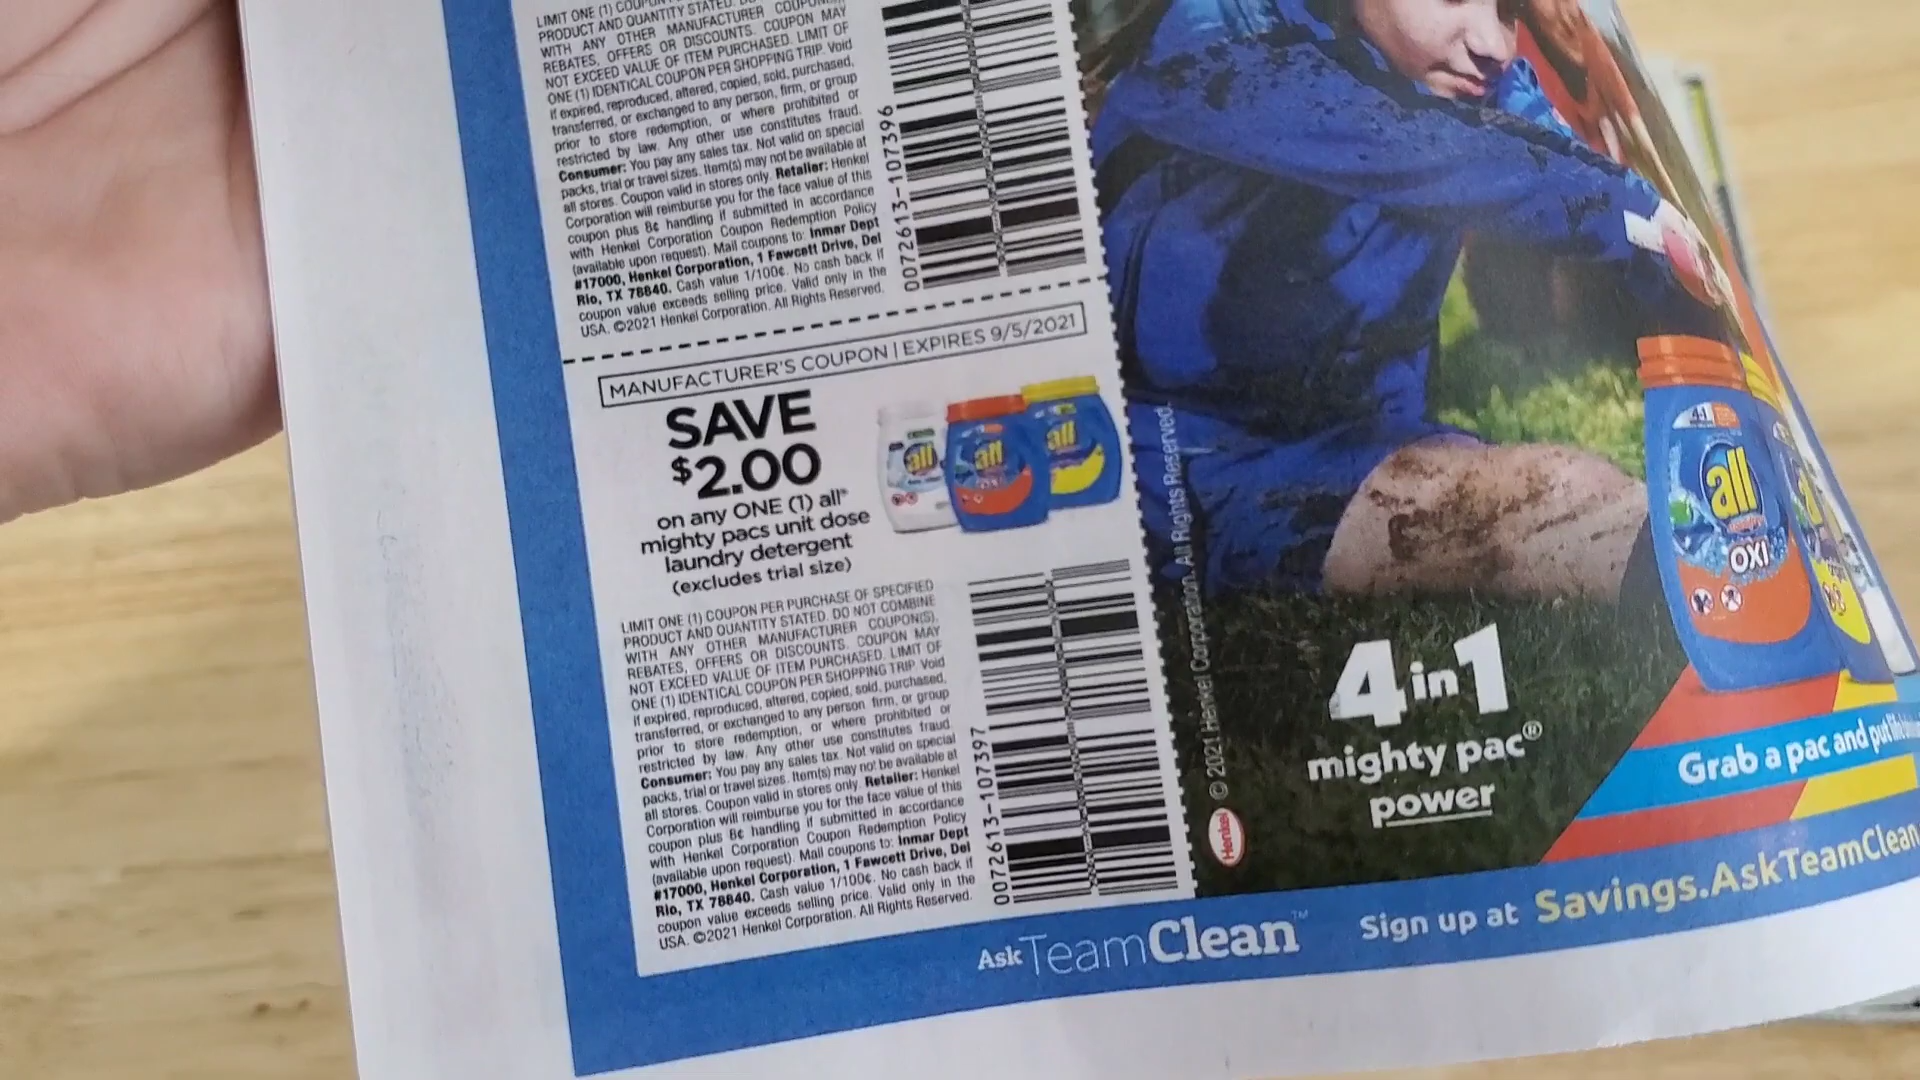 LIMIT ONE (1) COUPON
PRODUCT AND QUANTITY STATED.
WITH ANY OTHER MANUFACTURER
REBATES, OFFERS OR DISCOUNTS. COUPON MAY
NOT EXCEED VALUE OF ITEM PURCHASED. LIMIT OF
ONE (1) IDENTICAL COUPON PER SHOPPING TRIP. Void
if expired, reproduced, altered, copied, sold, purchased,
transferred, or exchanged to any person, firm, or group
prior to store redemption, or where prohibited or
restricted by law. Any other use constitutes fraud.
Consumer: You pay any sales tax. Not valid on special
packs, trial or travel sizes. Item(s) may not be available at
all stores. Coupon valid in stores only. Retailer: Henkel
Corporation will reimburse you for the face value of this
coupon plus 8¢ handling if submitted in accordance
with Henkel Corporation Coupon Redemption Policy
(available upon request). Mail coupons to: Inmar Dept
#17000, Henkel Corporation, 1 Fawcett Drive, Del
Rio, TX 78840. Cash value 1/100¢. No cash back if
coupon value exceeds selling price. Valid only in the
USA. ©2021 Henkel Corporation. All Rights Reserved.
0072613-107396
MANUFACTURER'S COUPON | EXPIRES 9/5/2021
SAVE
$2.00
on any ONE (1) all®
mighty pacs unit dose
laundry detergent
(excludes trial size)
all
all
all
LIMIT ONE (1) COUPON PER PURCHASE OF SPECIFIED
PRODUCT AND QUANTITY STATED. DO NOT COMBINE
WITH ANY OTHER MANUFACTURER COUPON(S),
REBATES, OFFERS OR DISCOUNTS. COUPON MAY
NOT EXCEED VALUE OF ITEM PURCHASED. LIMIT OF
ONE (1) IDENTICAL COUPON PER SHOPPING TRIP. Void
if expired, reproduced, altered, copied, sold, purchased,
transferred, or exchanged to any person, firm, or group
prior to store redemption, or where prohibited or
restricted by law. Any other use constitutes fraud.
Consumer: You pay any sales tax. Not valid on special
packs, trial or travel sizes. Item(s) may not be available at
all stores. Coupon valid in stores only. Retailer: Henkel
Corporation will reimburse you for the face value of this
coupon plus 8¢ handling if submitted in accordance
with Henkel Corporation Coupon Redemption Policy
(available upon request). Mail coupons to: Inmar Dept
#17000, Henkel Corporation, 1 Fawcett Drive, Del
Rio, TX 78840. Cash value 1/100¢. No cash back if
coupon value exceeds selling price. Valid only in the
USA. ©2021 Henkel Corporation. All Rights Reserved.
0072613-107397
Henkel © 2021 Henkel Corporation. All Rights Reserved.
4in1
all
OXI
4 in 1
mighty pac®
power
Grab a pac and put life
Ask TeamClean™ Sign up at Savings.AskTeamClean